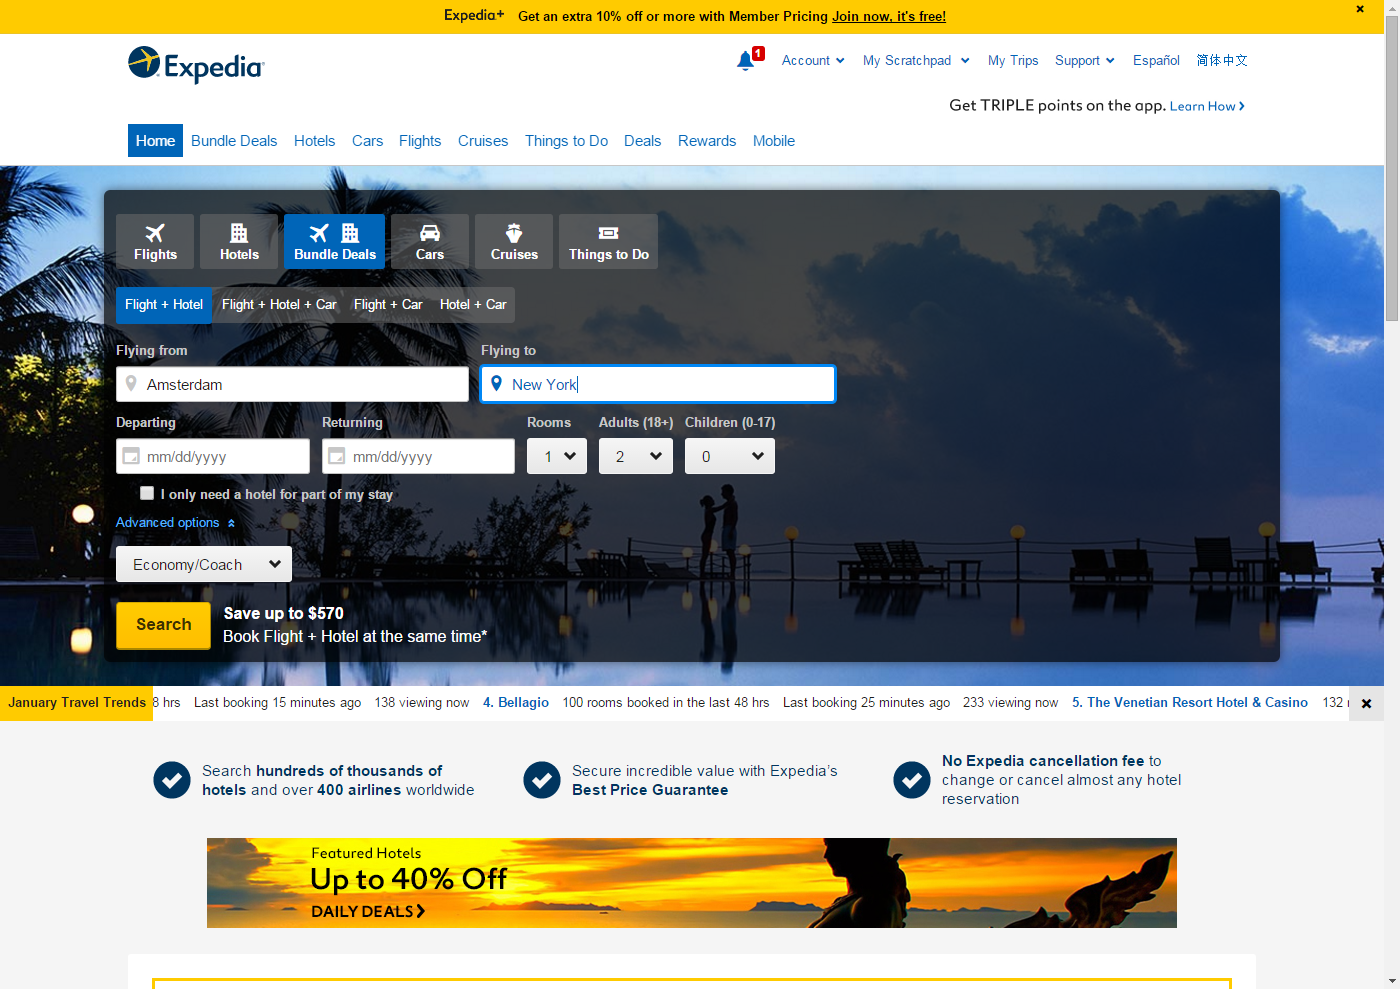 Expedia+ Get an extra 10% off or more with Member Pricing Join now, it's free!
Expedia
1
Account My Scratchpad My Trips Support Español 简体中文
Get TRIPLE points on the app. Learn How
Home Bundle Deals Hotels Cars Flights Cruises Things to Do Deals Rewards Mobile
Flights Hotels Bundle Deals Cars Cruises Things to Do
Flight + Hotel Flight + Hotel + Car Flight + Car Hotel + Car
Flying from Flying to
Amsterdam New York
Departing Returning Rooms Adults (18+) Children (0-17)
mm/dd/yyyy mm/dd/yyyy 1 2 0
I only need a hotel for part of my stay
Advanced options
Economy/Coach
Search
Save up to $570
Book Flight + Hotel at the same time*
January Travel Trends 8 hrs Last booking 15 minutes ago 138 viewing now 4. Bellagio 100 rooms booked in the last 48 hrs Last booking 25 minutes ago 233 viewing now 5. The Venetian Resort Hotel & Casino 132
Search hundreds of thousands of
hotels and over 400 airlines worldwide
Secure incredible value with Expedia's
Best Price Guarantee
No Expedia cancellation fee to
change or cancel almost any hotel
reservation
Featured Hotels
Up to 40% Off
DAILY DEALS